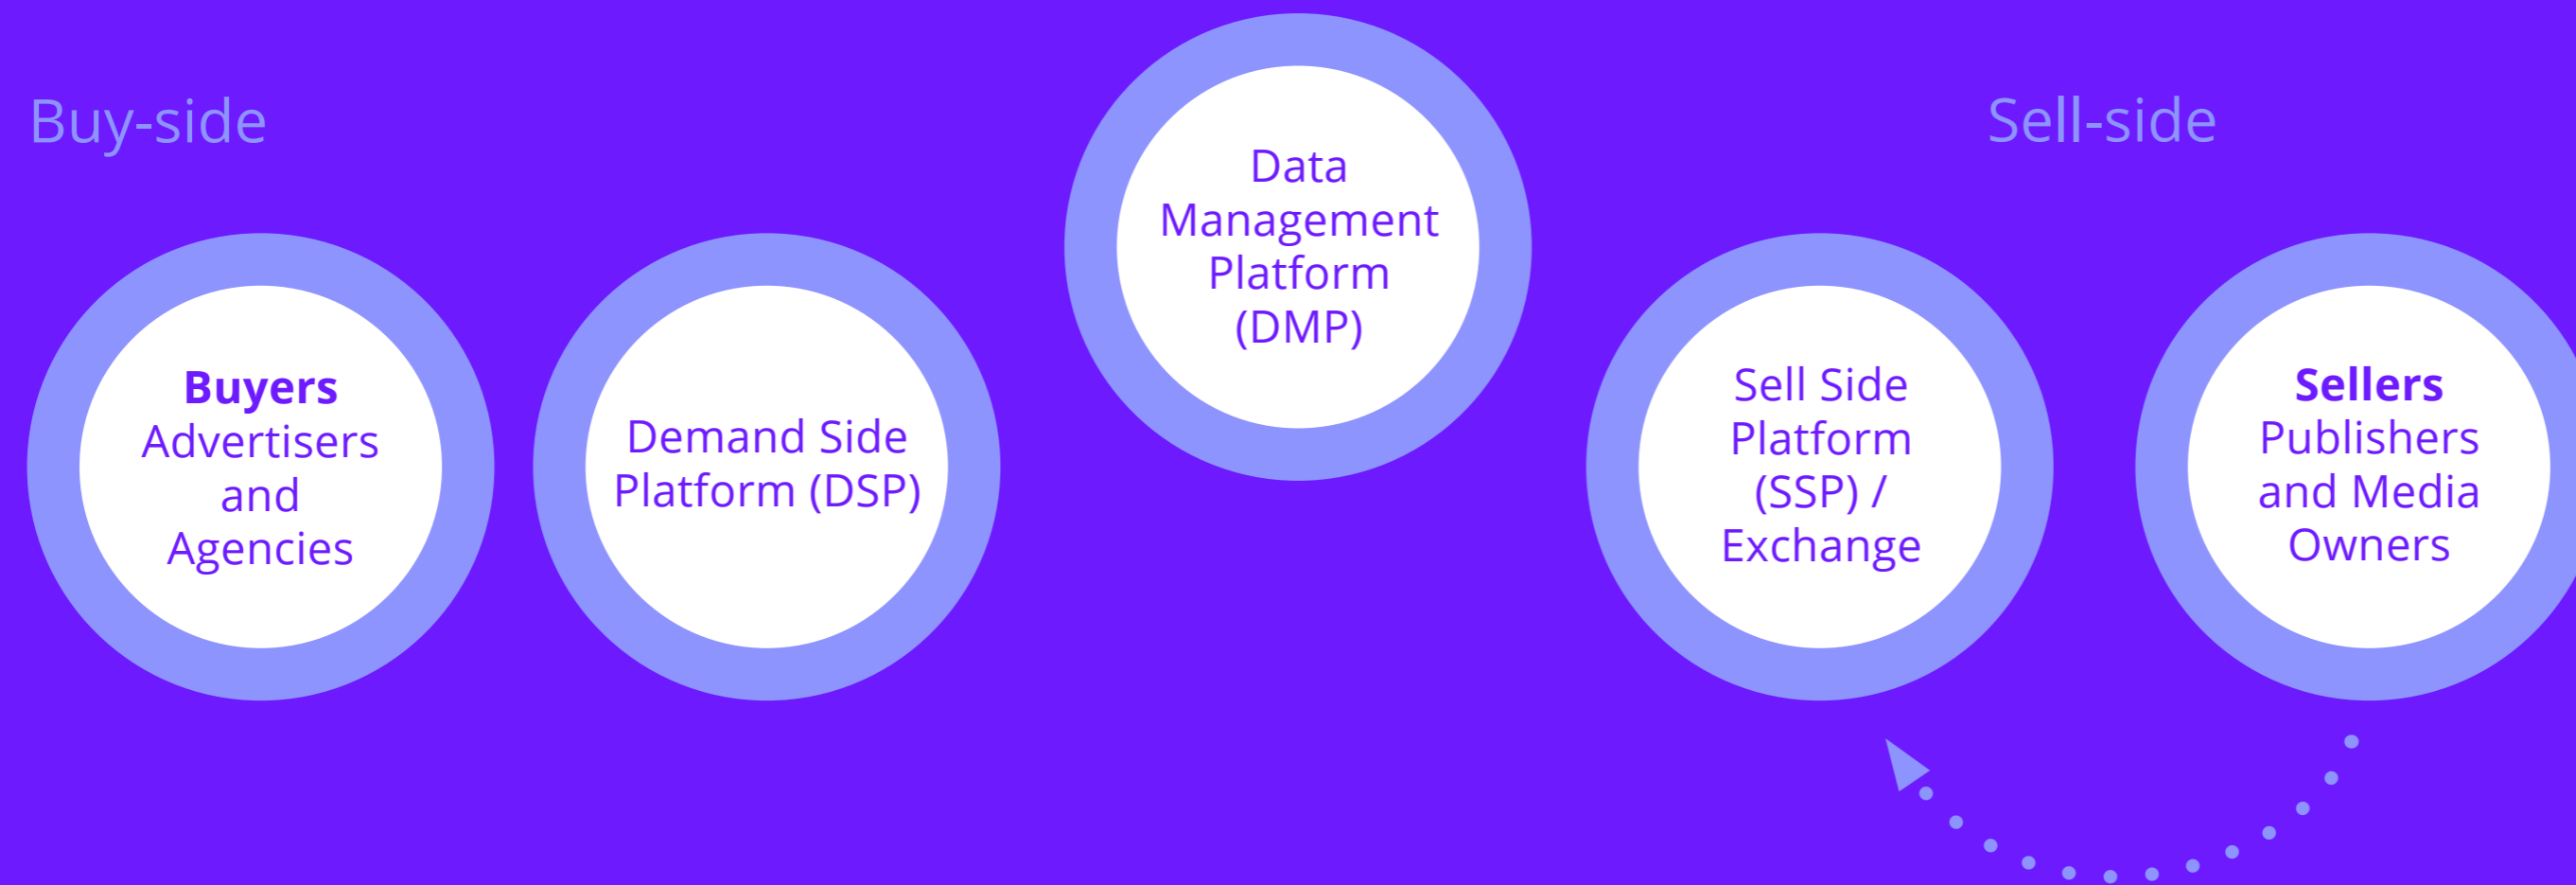 Buy-side
Sell-side
Buyers
Advertisers
and
Agencies
Demand Side
Platform (DSP)
Data
Management
Platform
(DMP)
Sell Side
Platform
(SSP) /
Exchange
Sellers
Publishers
and Media
Owners